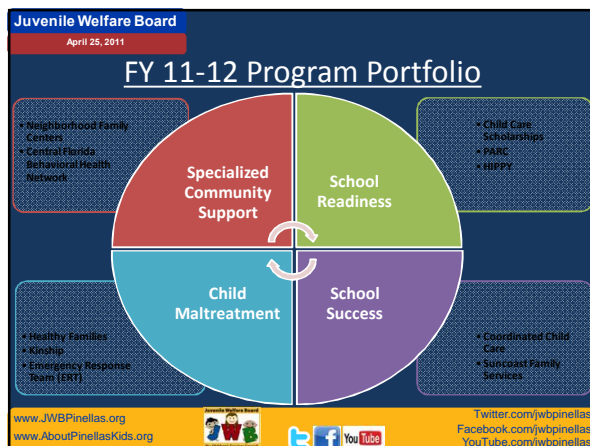 Juvenile Welfare Board
April 25, 2011
FY 11-12 Program Portfolio
• Neighborhood Family
Centers
• Central Florida
Behavioral Health
Network
• Child Care
Scholarships
• PARC
• HIPPY
Specialized
Community
Support
School
Readiness
Child
Maltreatment
School
Success
• Healthy Families
• Kinship
• Emergency Response
Team (ERT)
• Coordinated Child
Care
• Suncoast Family
Services
www.JWBPinellas.org
www.AboutPinellasKids.org
Juvenile Welfare Board
JWB
You Tube
Twitter.com/jwbpinellas
Facebook.com/jwbpinellas
YouTube.com/jwbpinellas